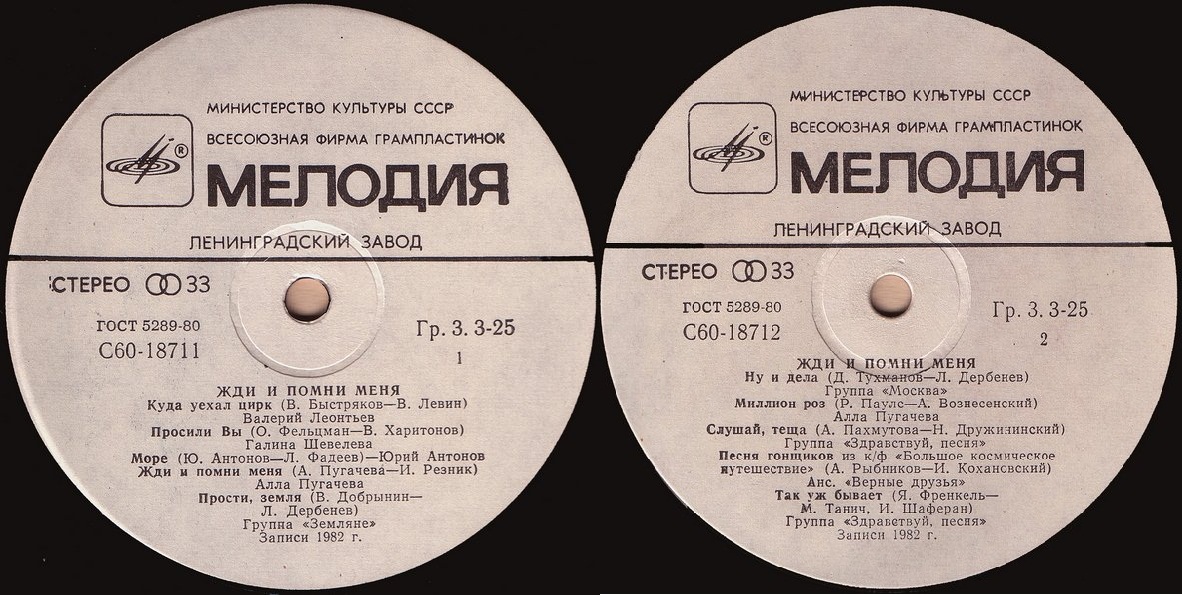 МИНИСТЕРСТВО КУЛЬТУРЫ СССР
ВСЕСОЮЗНАЯ ФИРМА ГРАМПЛАСТИНОК
®
МЕЛОДИЯ
ЛЕНИНГРАДСКИЙ ЗАВОД
СТЕРЕО 33
ГОСТ 5289-80
С60-18711
Гр. 3. 3-25
1
ЖДИ И ПОМНИ МЕНЯ
Куда уехал цирк (В. Быстряков—В. Левин)
Валерий Леонтьев
Просили Вы (О. Фельцман—В. Харитонов)
Галина Шевелева
Море (Ю. Антонов—Л. Фадеев)—Юрий Антонов
Жди и помни меня (А. Пугачева—И. Резник)
Алла Пугачева
Прости, земля (В. Добрынин—
Л. Дербенев)
Группа «Земляне»
Записи 1982 г.
МИНИСТЕРСТВО КУЛЬТУРЫ СССР
ВСЕСОЮЗНАЯ ФИРМА ГРАМПЛАСТИНОК
®
МЕЛОДИЯ
ЛЕНИНГРАДСКИЙ ЗАВОД
СТЕРЕО 33
ГОСТ 5289-80
С60-18712
Гр. 3. 3-25
2
ЖДИ И ПОМНИ МЕНЯ
Ну и дела (Д. Тухманов—Л. Дербенев)
Группа «Москва»
Миллион роз (Р. Паулс—А. Вознесенский)
Алла Пугачева
Слушай, теща (А. Пахмутова—Н. Дружининский)
Группа «Здравствуй, песня»
Песня гонщиков из к/ф «Большое космическое
путешествие» (А. Рыбников—И. Кохановский)
Анс. «Верные друзья»
Так уж бывает (Я. Френкель—
М. Танич, И. Шаферан)
Группа «Здравствуй, песня»
Записи 1982 г.